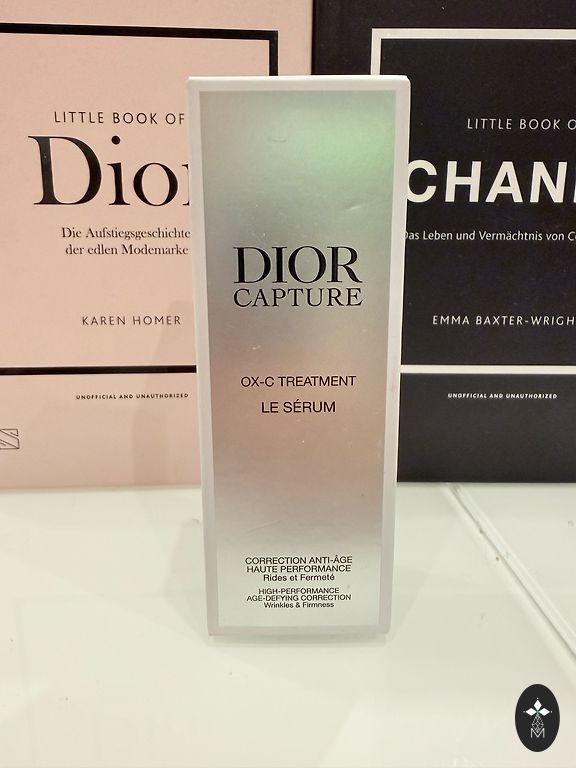 LITTLE BOOK OF
Dior
Die Aufstiegsgeschichte
der edlen Modemarke
KAREN HOMER
UNOFFICIAL AND UNAUTHORIZED
DIOR
CAPTURE
OX-C TREATMENT
LE SÉRUM
CORRECTION ANTI-ÂGE
HAUTE PERFORMANCE
Rides et Fermeté
HIGH-PERFORMANCE
AGE-DEFYING CORRECTION
Wrinkles & Firmness
LITTLE BOOK O
CHAN
Das Leben und Vermächtnis von C
EMMA BAXTER-WRIGH
UNOFFICIAL AND UNAUTHORIZED
M